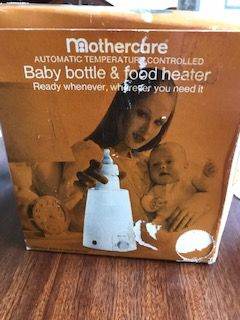 mothercare
AUTOMATIC TEMPERATURE CONTROLLED
Baby bottle & food heater
Ready whenever, wherever you need it